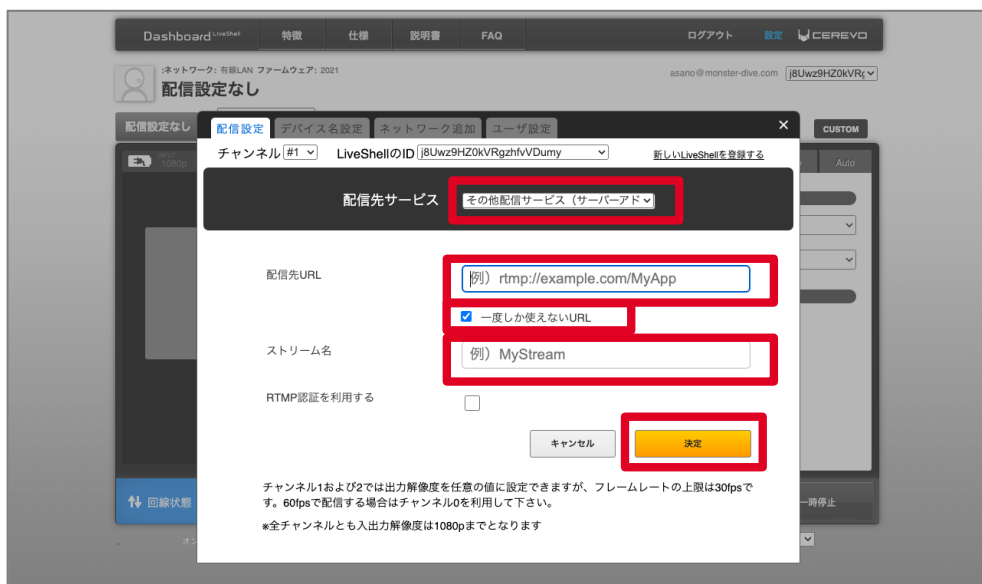 Dashboard LiveShell 特徴 仕様 説明書 FAQ ログアウト 設定 CEREVO
:ネットワーク: 有線LAN ファームウェア: 2021
asano@monster-dive.com
配信設定なし
配信設定なし
配信設定 デバイス名設定 ネットワーク追加 ユーザ設定 ×
CUSTOM
チャンネル #1 LiveShellのID j8Uwz9HZ0kVRgzhfvVDumy 新しいLiveShellを登録する
INPUT
1080p
Auto
配信先サービス その他配信サービス（サーバーアド
配信先URL 例）rtmp://example.com/MyApp
一度しか使えないURL
ストリーム名 例）MyStream
RTMP認証を利用する
キャンセル 決定
チャンネル1および2では出力解像度を任意の値に設定できますが、フレームレートの上限は30fpsで
す。60fpsで配信する場合はチャンネル0を利用して下さい。
※全チャンネルとも入出力解像度は1080pまでとなります
回線状態
一時停止
オン